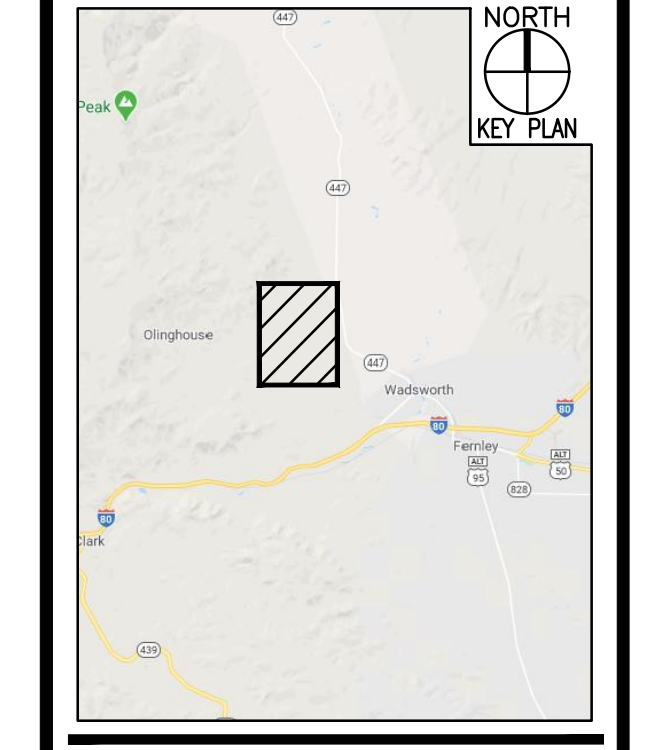 447
NORTH
KEY PLAN
Peak
447
Olinghouse
447
Wadsworth
80
80
Fernley
ALT
95
ALT
50
828
80
Clark
439